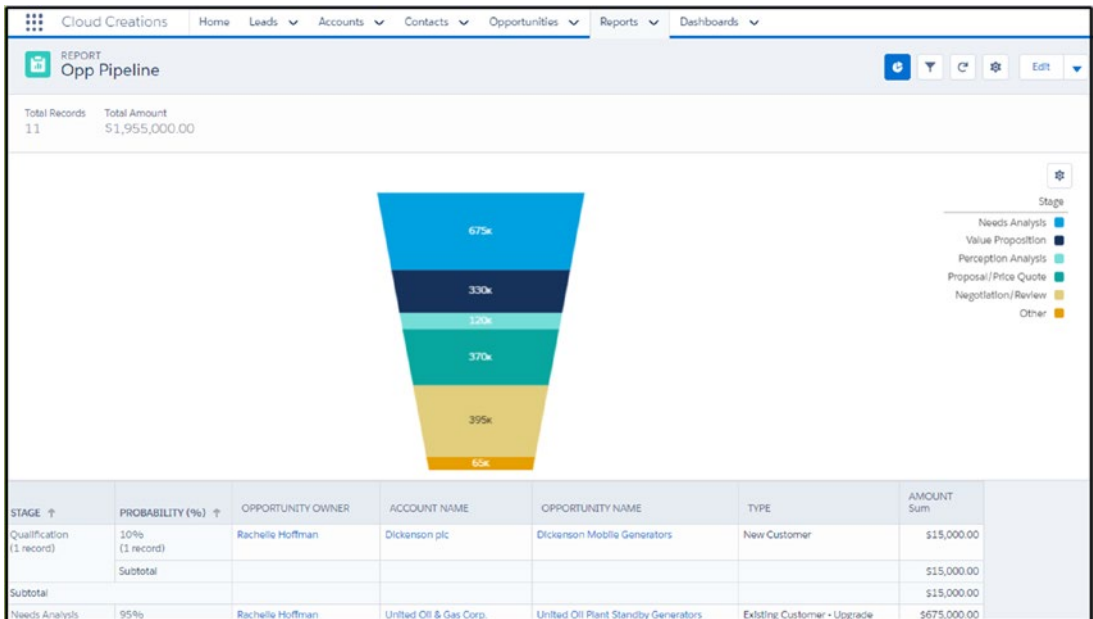 Cloud Creations Home Leads Accounts Contacts Opportunities Reports Dashboards
REPORT
Opp Pipeline
Edit
Total Records Total Amount
11 $1,955,000.00
Stage
Needs Analysis
Value Proposition
Perception Analysis
Proposal/Price Quote
Negotiation/Review
Other
675K
330K
120K
370K
395K
65K
STAGE PROBABILITY (%) OPPORTUNITY OWNER ACCOUNT NAME OPPORTUNITY NAME TYPE AMOUNT Sum
Qualification 10% Rachelle Hoffman Dickenson plc Dickenson Mobile Generators New Customer $15,000.00
(1 record) (1 record)
Subtotal $15,000.00
Subtotal $15,000.00
Needs Analysis 95% Rachelle Hoffman United Oil & Gas Corp. United Oil Plant Standby Generators Existing Customer - Upgrade $675,000.00